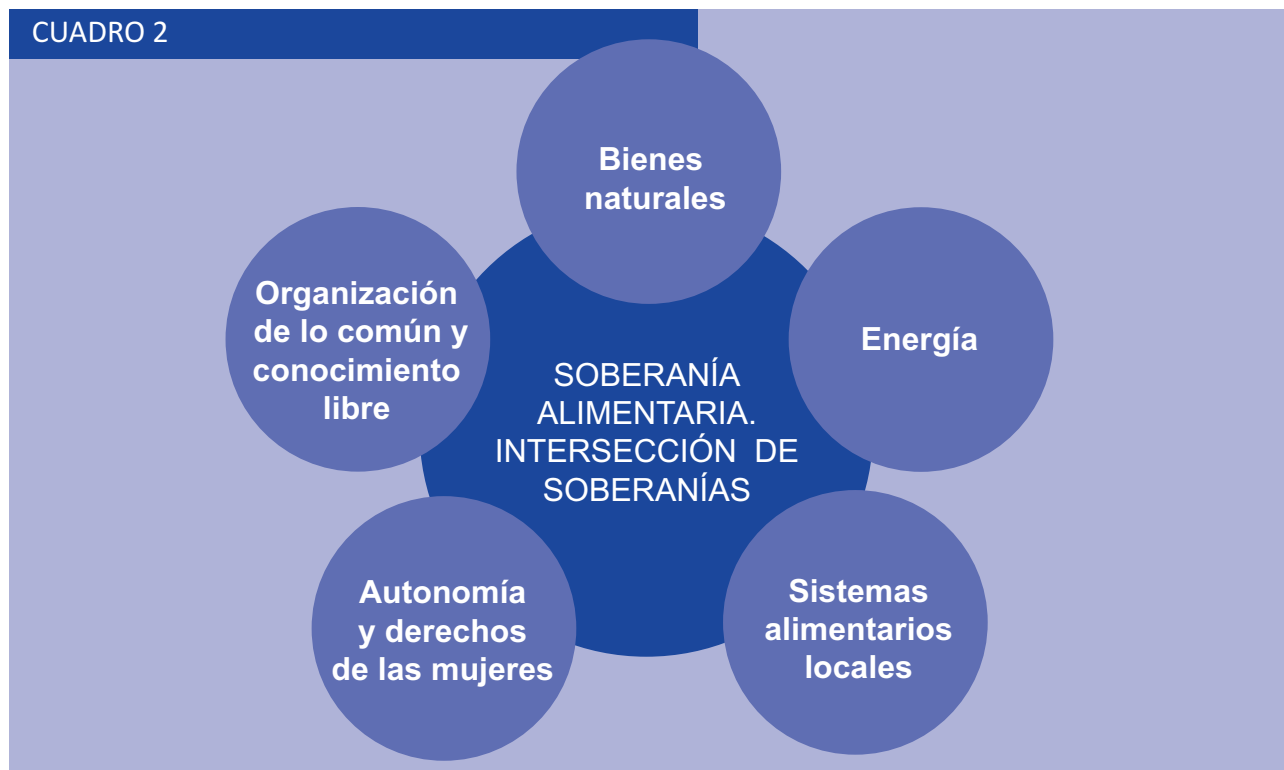 CUADRO 2
Bienes
naturales
Energía
Sistemas
alimentarios
locales
Autonomía
y derechos
de las mujeres
Organización
de lo común y
conocimiento
libre
SOBERANÍA
ALIMENTARIA.
INTERSECCIÓN DE
SOBERANÍAS